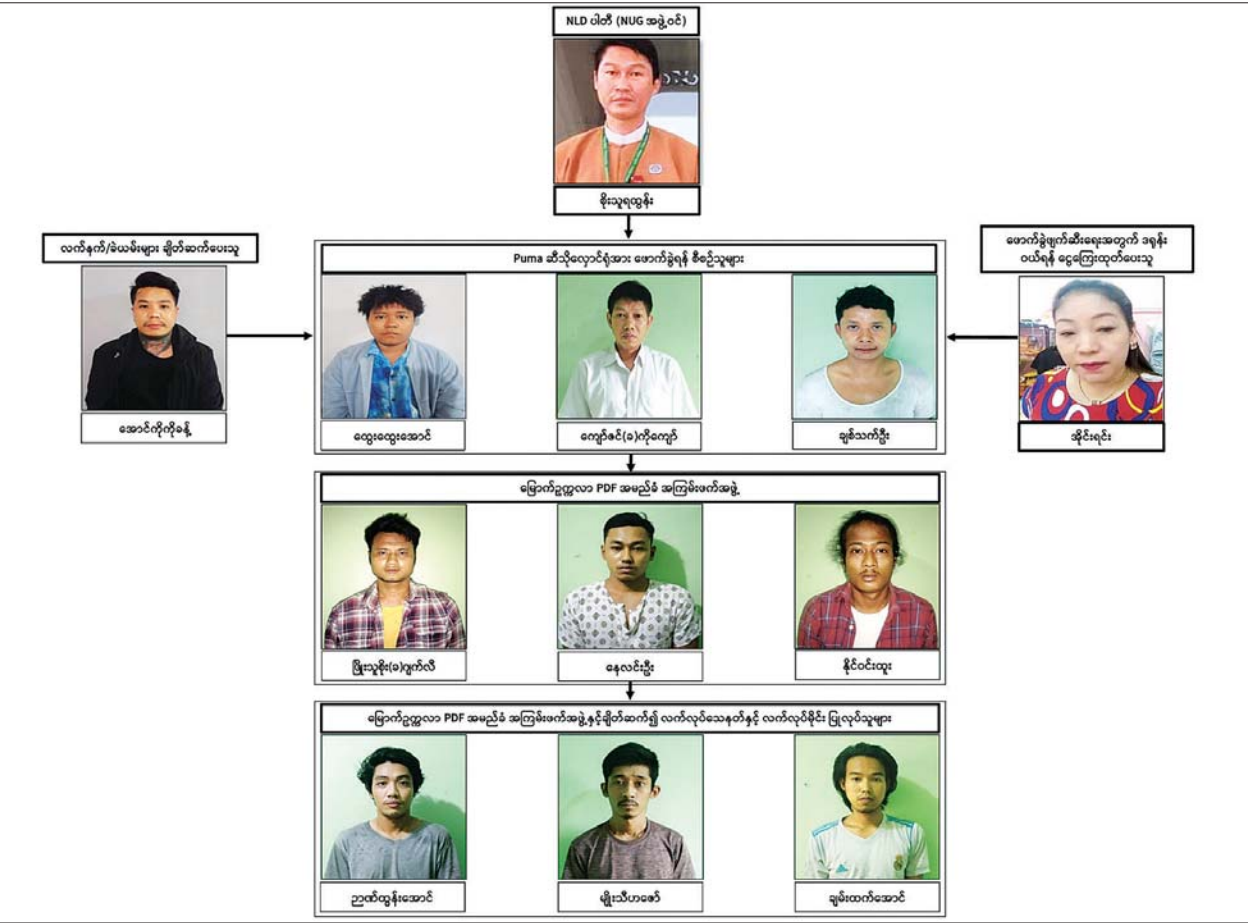 NLD ပါတီ (NUG အဖွဲ့ဝင်)
စိုးသူရထွန်း
လက်နက်/ခဲယမ်းများ ချိတ်ဆက်ပေးသူ
အောင်ကိုကိုခန့်
ဖောက်ခွဲဖျက်ဆီးရေးအတွက် ဒရုန်း
ဝယ်ရန် ငွေကြေးထုတ်ပေးသူ
အိုင်းရင်း
Puma ဆီသိုလှောင်ရုံအား ဖောက်ခွဲရန် စီစဉ်သူများ
ထွေးထွေးအောင်
ကျော်ဇင်(ခ)ကိုကျော်
ချစ်သက်ဦး
မြောက်ဥက္ကလာ PDF အမည်ခံ အကြမ်းဖက်အဖွဲ့
ဖြိုးသူစိုး(ခ)ဂျက်လီ
နေလင်းဦး
နိုင်ဝင်းထူး
မြောက်ဥက္ကလာ PDF အမည်ခံ အကြမ်းဖက်အဖွဲ့နှင့်ချိတ်ဆက်၍ လက်လုပ်သေနတ်နှင့် လက်လုပ်မိုင်း ပြုလုပ်သူများ
ဉာဏ်ထွန်းအောင်
မျိုးသီဟဇော်
ချမ်းထက်အောင်